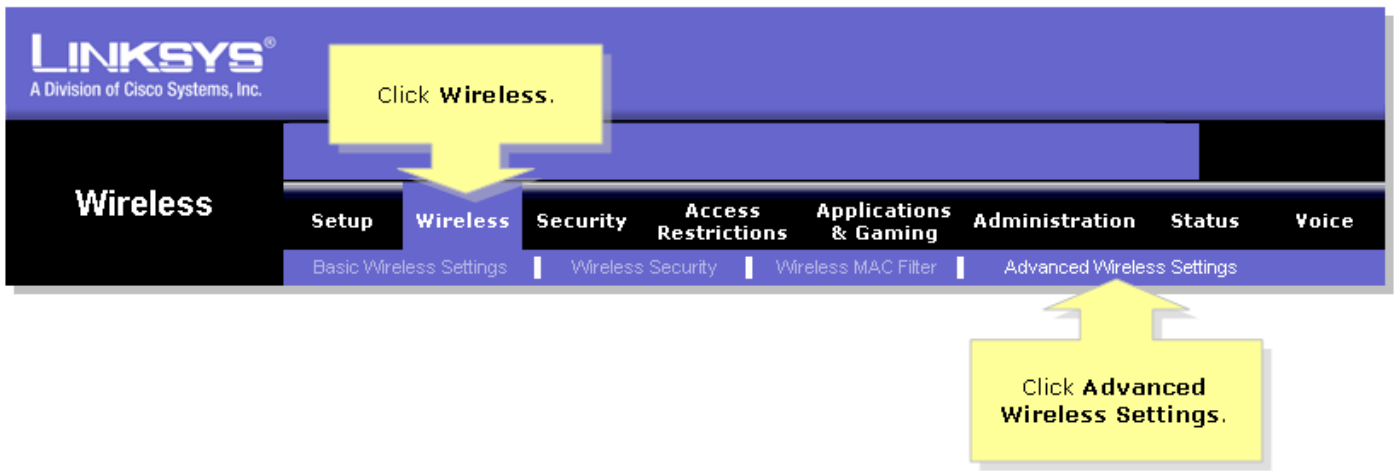 LINKSYS®
A Division of Cisco Systems, Inc.
Click Wireless.
Wireless
Setup Wireless Security Access Restrictions Applications & Gaming Administration Status Voice
Basic Wireless Settings Wireless Security Wireless MAC Filter Advanced Wireless Settings
Click Advanced
Wireless Settings.